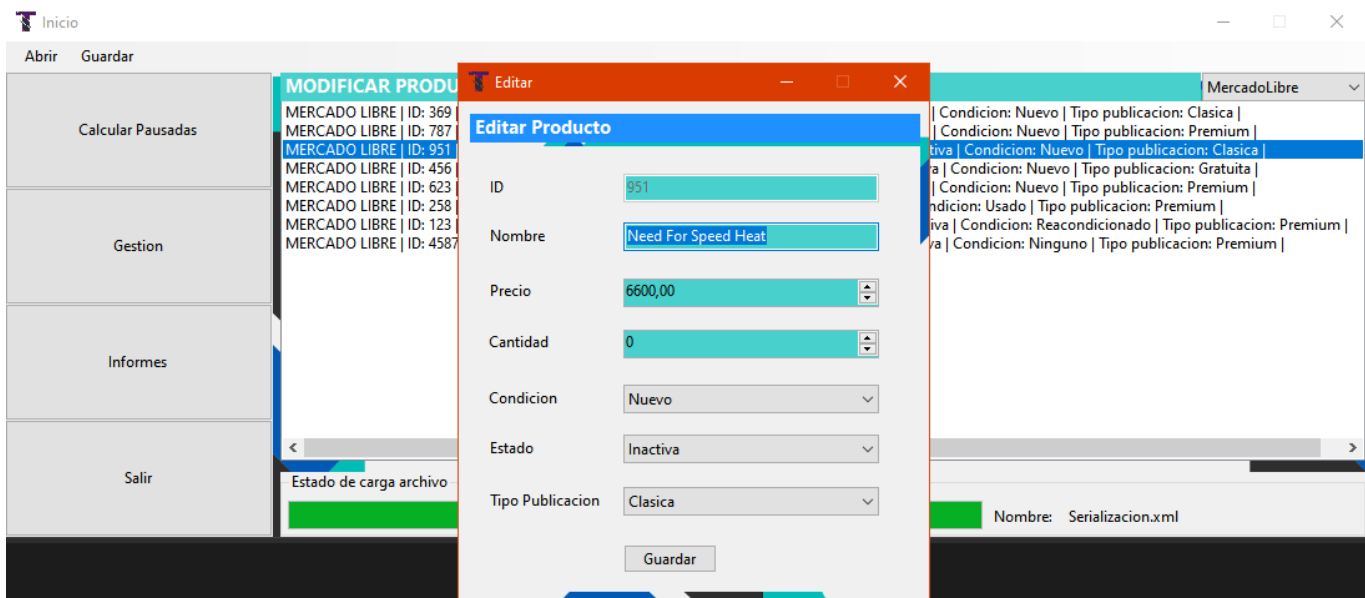 Inicio
Abrir Guardar
MODIFICAR PRODU
MercadoLibre
Calcular Pausadas
Gestion
Informes
Salir
MERCADO LIBRE | ID: 369 | Condicion: Nuevo | Tipo publicacion: Clasica |
MERCADO LIBRE | ID: 787 | Condicion: Nuevo | Tipo publicacion: Premium |
MERCADO LIBRE | ID: 951 tiva | Condicion: Nuevo | Tipo publicacion: Clasica |
MERCADO LIBRE | ID: 456 va | Condicion: Nuevo | Tipo publicacion: Gratuita |
MERCADO LIBRE | ID: 623 | Condicion: Nuevo | Tipo publicacion: Premium |
MERCADO LIBRE | ID: 258 ndicion: Usado | Tipo publicacion: Premium |
MERCADO LIBRE | ID: 123 iva | Condicion: Reacondicionado | Tipo publicacion: Premium |
MERCADO LIBRE | ID: 4587 va | Condicion: Ninguno | Tipo publicacion: Premium |
Estado de carga archivo
Nombre: Serializacion.xml
Editar
Editar Producto
ID 951
Nombre Need For Speed Heat
Precio 6600,00
Cantidad 0
Condicion Nuevo
Estado Inactiva
Tipo Publicacion Clasica
Guardar